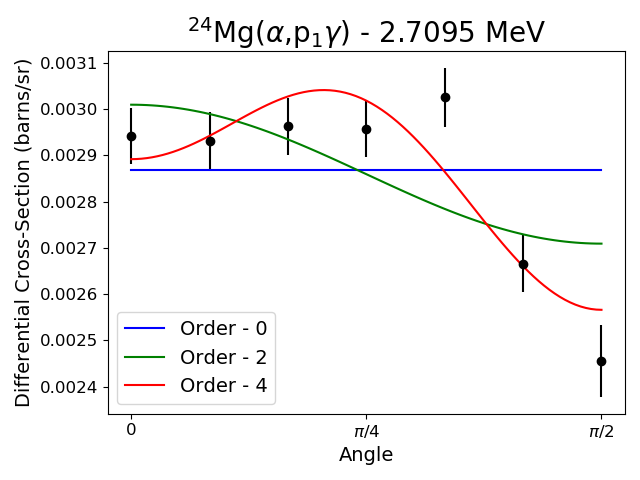 ²⁴Mg(α,p₁γ) - 2.7095 MeV
Differential Cross-Section (barns/sr)
0.0031
0.0030
0.0029
0.0028
0.0027
0.0026
0.0025
0.0024
Order - 0
Order - 2
Order - 4
0
π/4
π/2
Angle